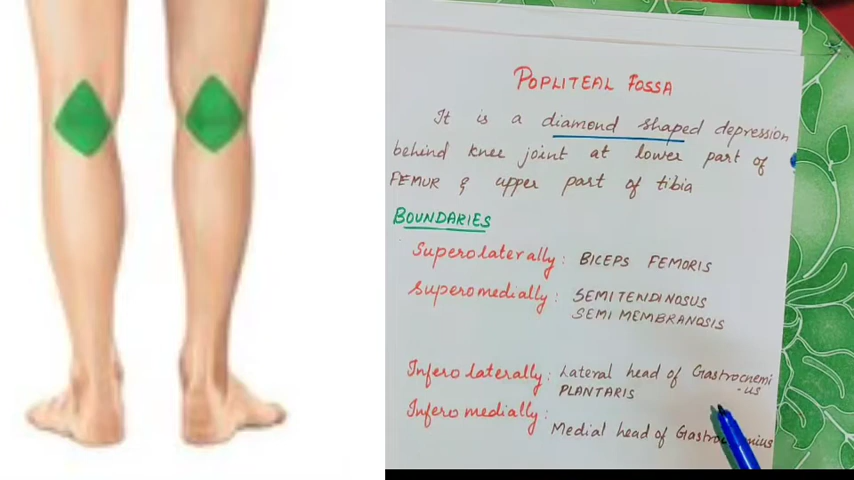 POPLITEAL FOSSA
It is a diamond shaped depression
behind knee joint at lower part of
FEMUR & upper part of tibia
BOUNDARIES
Superolaterally: BICEPS FEMORIS
Superomedially: SEMITENDINOSUS
SEMIMEMBRANOSIS
Inferolaterally: Lateral head of Gastrocnemi
-us
PLANTARIS
Inferomedially:
Medial head of